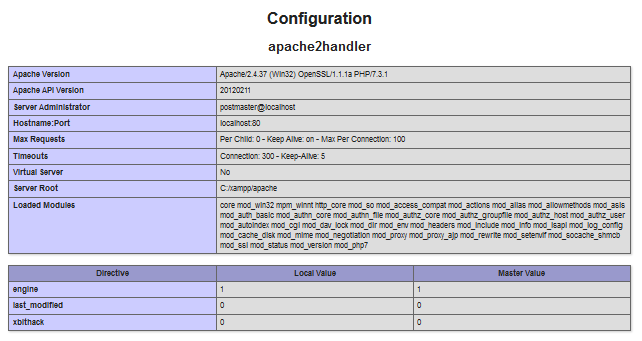 Configuration
apache2handler
Apache Version Apache/2.4.37 (Win32) OpenSSL/1.1.1a PHP/7.3.1
Apache API Version 20120211
Server Administrator postmaster@localhost
Hostname:Port localhost:80
Max Requests Per Child: 0 - Keep Alive: on - Max Per Connection: 100
Timeouts Connection: 300 - Keep-Alive: 5
Virtual Server No
Server Root C:/xampp/apache
Loaded Modules core mod_win32 mpm_winnt http_core mod_so mod_access_compat mod_actions mod_alias mod_allowmethods mod_asis
mod_auth_basic mod_authn_core mod_authn_file mod_authz_core mod_authz_groupfile mod_authz_host mod_authz_user
mod_autoindex mod_cgi mod_dav_lock mod_dir mod_env mod_headers mod_include mod_info mod_isapi mod_log_config
mod_cache_disk mod_mime mod_negotiation mod_proxy mod_proxy_ajp mod_rewrite mod_setenvif mod_socache_shmcb
mod_ssl mod_status mod_version mod_php7
Directive Local Value Master Value
engine 1 1
last_modified 0 0
xbithack 0 0